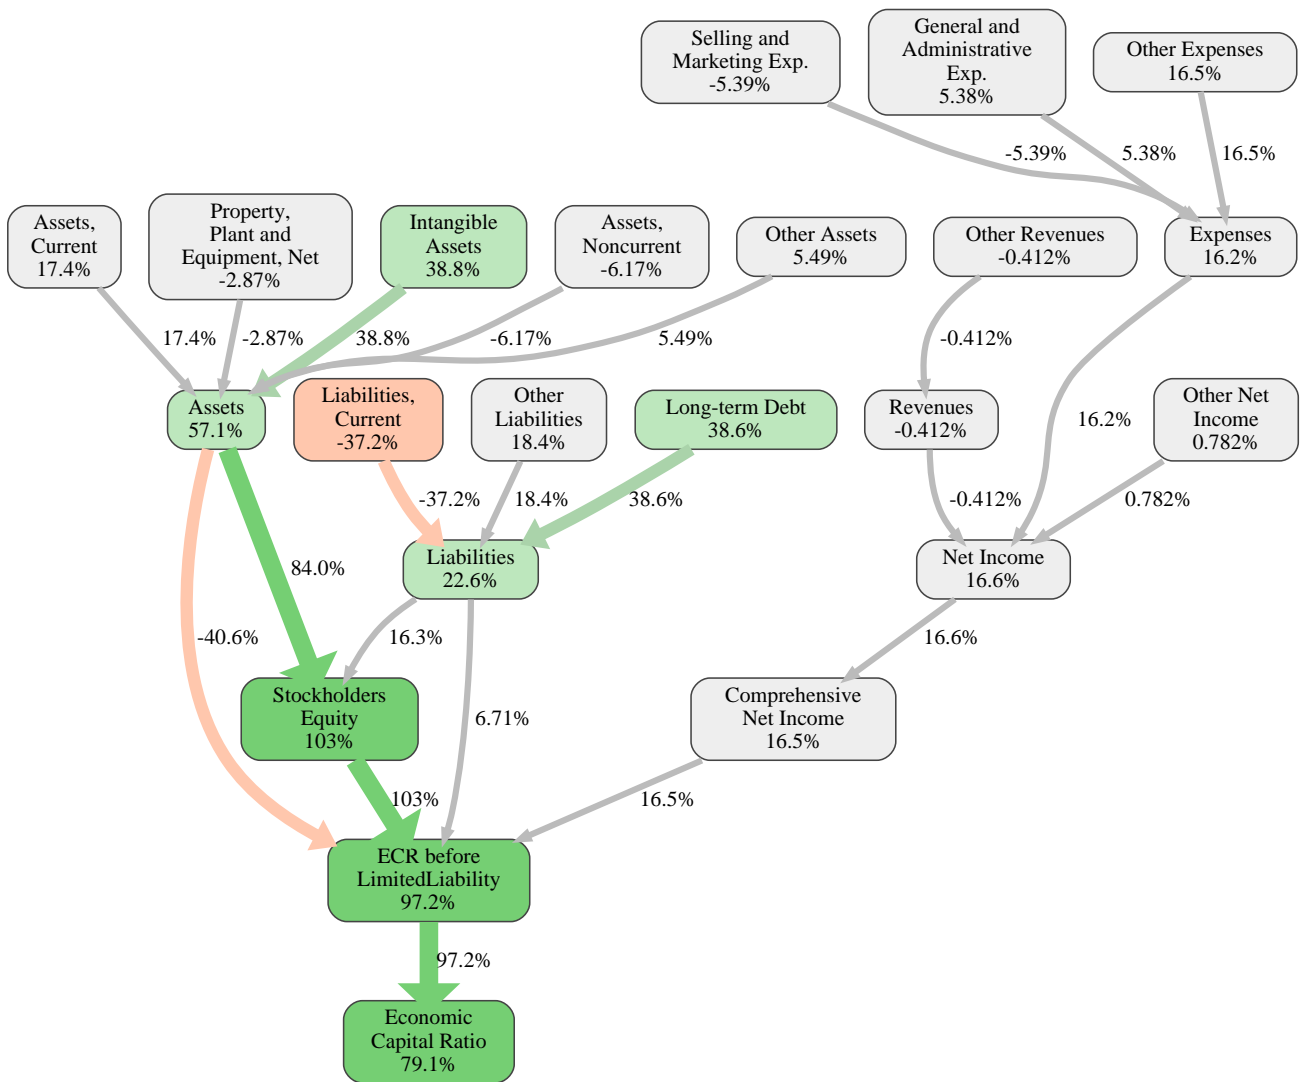 Selling and
Marketing Exp.
-5.39%
General and
Administrative
Exp.
5.38%
Other Expenses
16.5%
-5.39%
5.38%
16.5%
Assets,
Current
17.4%
Property,
Plant and
Equipment, Net
-2.87%
Intangible
Assets
38.8%
Assets,
Noncurrent
-6.17%
Other Assets
5.49%
Other Revenues
-0.412%
Expenses
16.2%
17.4%
-2.87%
38.8%
-6.17%
5.49%
-0.412%
16.2%
Assets
57.1%
Liabilities,
Current
-37.2%
Other
Liabilities
18.4%
Long-term Debt
38.6%
Revenues
-0.412%
Other Net
Income
0.782%
-37.2%
18.4%
38.6%
-0.412%
0.782%
84.0%
Liabilities
22.6%
Net Income
16.6%
-40.6%
16.3%
6.71%
16.6%
Stockholders
Equity
103%
Comprehensive
Net Income
16.5%
103%
16.5%
ECR before
LimitedLiability
97.2%
97.2%
Economic
Capital Ratio
79.1%